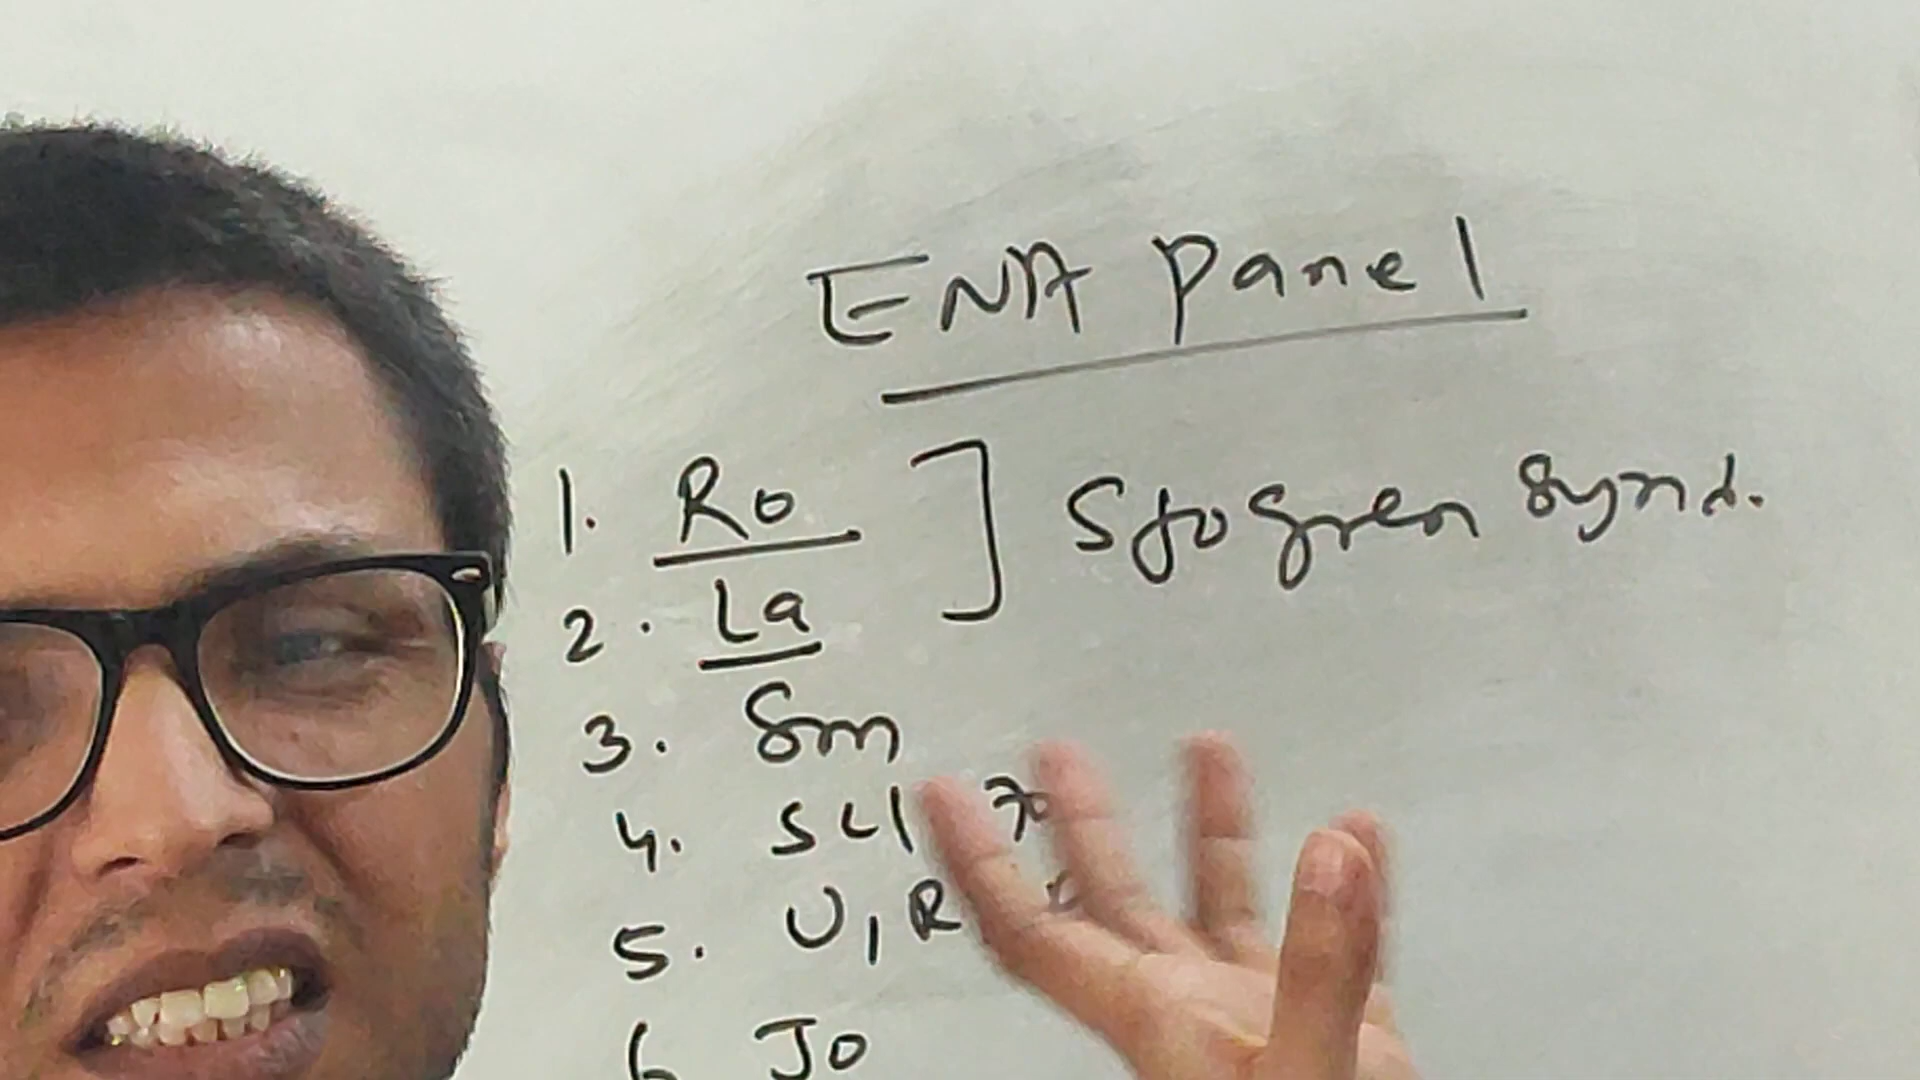 ENA Panel
1. Ro ] Sjogren Synd.
2. La
3. Sm
4. SCl 70
5. U1R
6 Jo